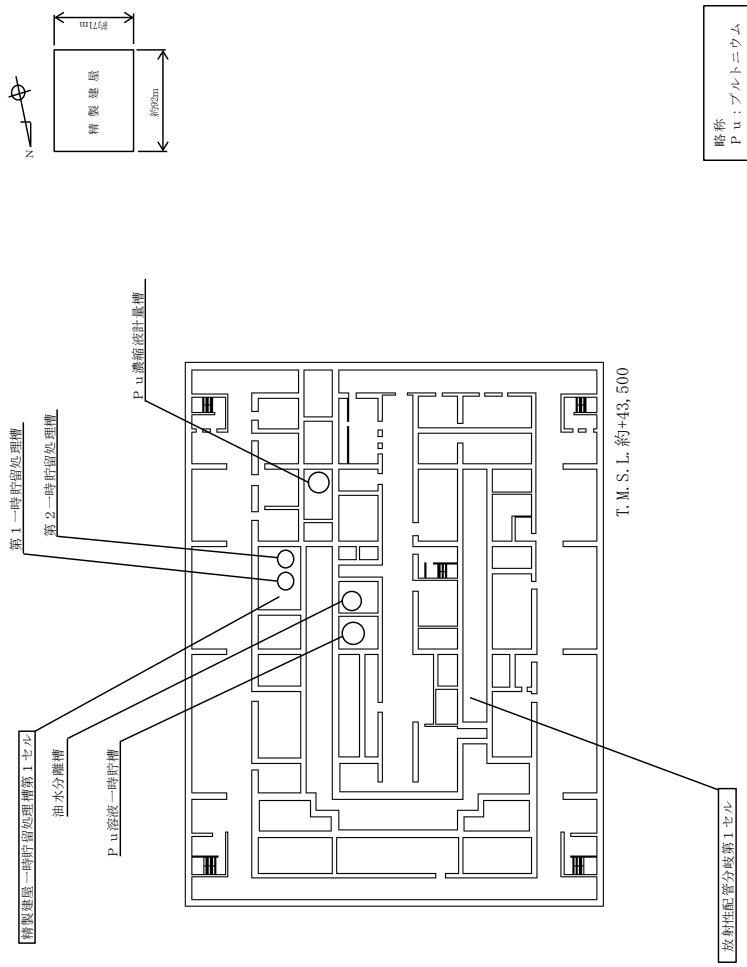 N
精製建屋
約71m
約92m
第1一時貯留処理槽
第2一時貯留処理槽
Pu濃縮液計量槽
精製建屋一時貯留処理槽第1セル
油水分離槽
Pu溶液一時貯槽
放射性配管分岐第1セル
T.M.S.L.約+43,500
略称
Pu:プルトニウム